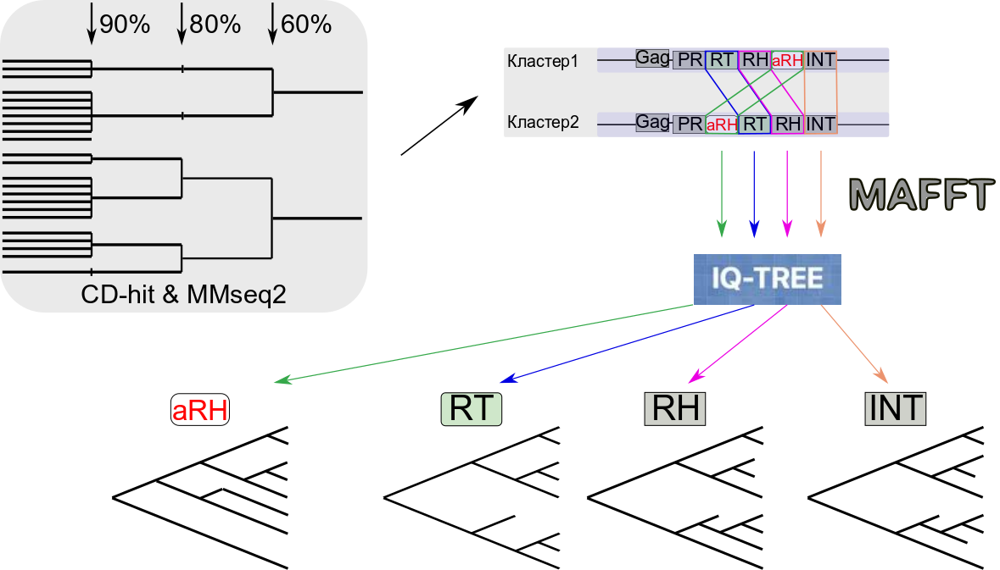 90% 80% 60%
CD-hit & MMseq2
Кластер1 Gag PR RT RH aRH INT
Кластер2 Gag PR aRH RT RH INT
MAFFT
IQ-TREE
aRH RT RH INT